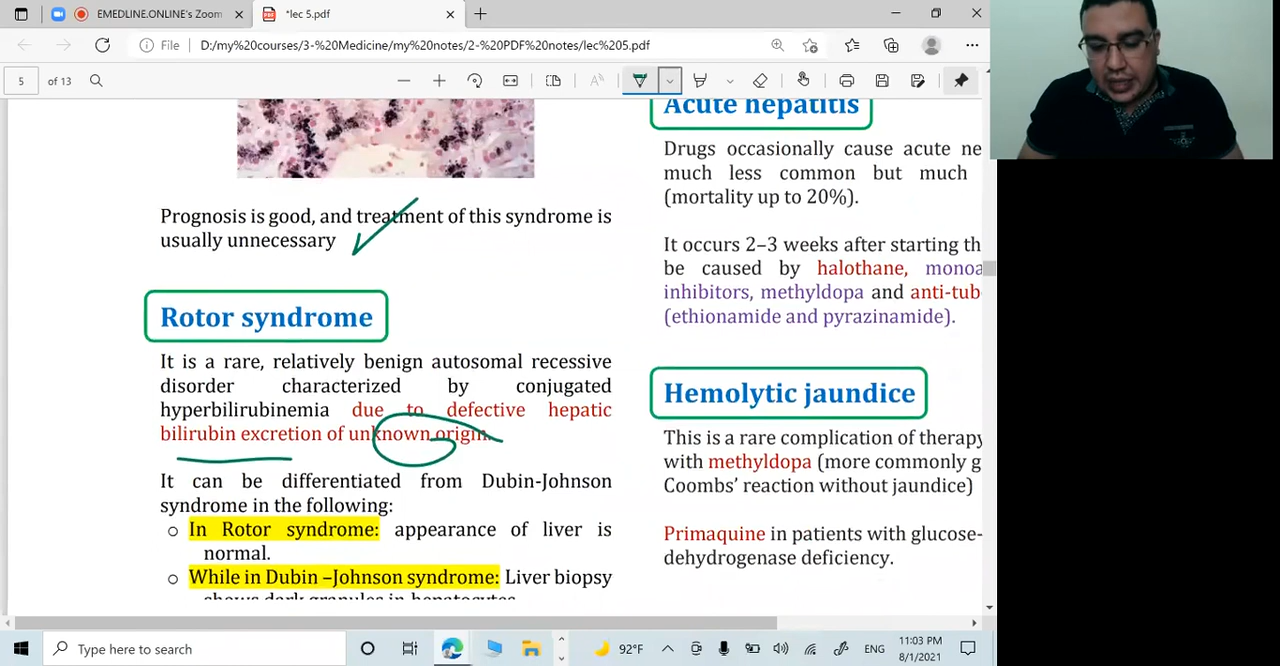 EMEDLINE.ONLINE's Zoom
*lec 5.pdf
File
D:/my%20courses/3-%20Medicine/my%20notes/2-%20PDF%20notes/lec%205.pdf
5 of 13
Prognosis is good, and treatment of this syndrome is
usually unnecessary
Rotor syndrome
It is a rare, relatively benign autosomal recessive
disorder characterized by conjugated
hyperbilirubinemia due to defective hepatic
bilirubin excretion of unknown origin.
It can be differentiated from Dubin-Johnson
syndrome in the following:
In Rotor syndrome: appearance of liver is
normal.
While in Dubin –Johnson syndrome: Liver biopsy
shows dark granules in hepatocytes
Acute hepatitis
Drugs occasionally cause acute ne
much less common but much
(mortality up to 20%).
It occurs 2–3 weeks after starting th
be caused by halothane, monoa
inhibitors, methyldopa and anti-tub
(ethionamide and pyrazinamide).
Hemolytic jaundice
This is a rare complication of therapy
with methyldopa (more commonly g
Coombs' reaction without jaundice)
Primaquine in patients with glucose-
dehydrogenase deficiency.
Type here to search
92°F
ENG
11:03 PM
8/1/2021